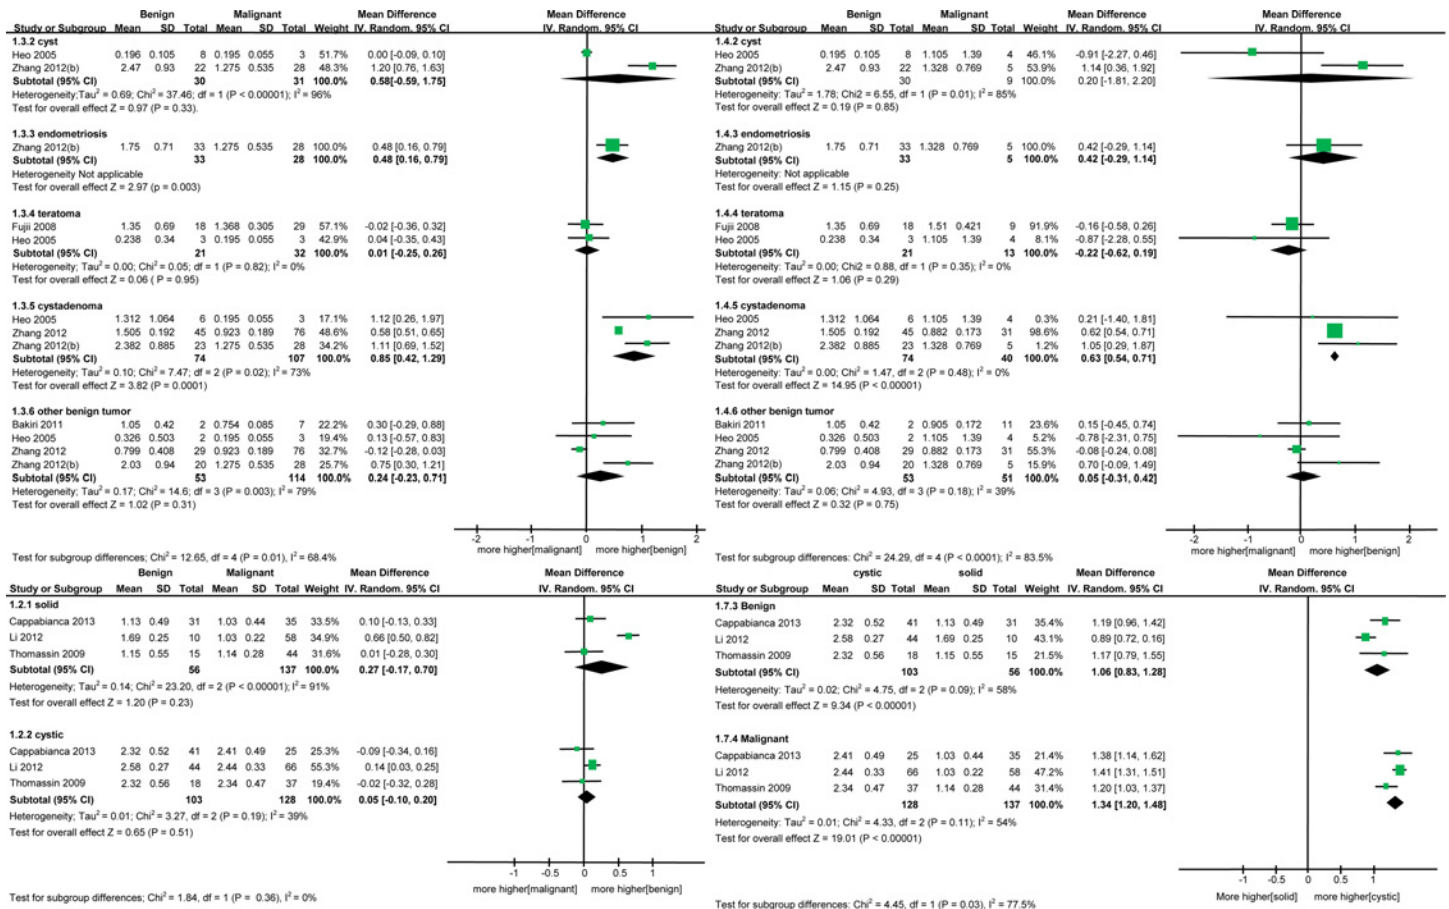 Benign Malignant Mean Difference Mean Difference
Study or Subgroup Mean SD Total Mean SD Total Weight IV. Random. 95% CI IV. Random. 95% CI
1.3.2 cyst
Heo 2005 0.196 0.105 8 0.195 0.055 3 51.7% 0.00 [-0.09, 0.10]
Zhang 2012(b) 2.47 0.93 22 1.275 0.535 28 48.3% 1.20 [0.76, 1.63]
Subtotal (95% CI) 30 31 100.0% 0.58[-0.59, 1.75]
Heterogeneity;Tau² = 0.69; Chi² = 37.46; df = 1 (P < 0.00001); I² = 96%
Test for overall effect Z = 0.97 (P = 0.33).
1.3.3 endometriosis
Zhang 2012(b) 1.75 0.71 33 1.275 0.535 28 100.0% 0.48 [0.16, 0.79]
Subtotal (95% CI) 33 28 100.0% 0.48 [0.16, 0.79]
Heterogeneity Not applicable
Test for overall effect Z = 2.97 (p = 0.003)
1.3.4 teratoma
Fujii 2008 1.35 0.69 18 1.368 0.305 29 57.1% -0.02 [-0.36, 0.32]
Heo 2005 0.238 0.34 3 0.195 0.055 3 42.9% 0.04 [-0.35, 0.43]
Subtotal (95% CI) 21 32 100.0% 0.01 [-0.25, 0.26]
Heterogeneity: Tau² = 0.00; Chi² = 0.05; df = 1 (P = 0.82); I² = 0%
Test for overall effect Z = 0.06 (P = 0.95)
1.3.5 cystadenoma
Heo 2005 1.312 1.064 6 0.195 0.055 3 17.2% 1.12 [0.26, 1.97]
Zhang 2012 1.505 0.192 45 0.923 0.189 76 48.6% 0.58 [0.51, 0.65]
Zhang 2012(b) 2.382 0.885 23 1.275 0.535 28 34.2% 1.11 [0.69, 1.52]
Subtotal (95% CI) 74 107 100.0% 0.85 [0.42, 1.29]
Heterogeneity: Tau² = 0.10; Chi² = 7.47; df = 2 (P = 0.02); I² = 73%
Test for overall effect Z = 3.82 (P = 0.0001)
1.3.6 other benign tumor
Bakiri 2011 1.05 0.42 2 0.754 0.085 7 22.2% 0.30 [-0.29, 0.88]
Heo 2005 0.326 0.503 2 0.195 0.055 3 19.4% 0.13 [-0.57, 0.83]
Zhang 2012 0.799 0.408 29 0.923 0.189 76 32.7% -0.12 [-0.28, 0.03]
Zhang 2012(b) 2.03 0.94 20 1.275 0.535 28 25.7% 0.75 [0.30, 1.21]
Subtotal (95% CI) 53 114 100.0% 0.24 [-0.23, 0.71]
Heterogeneity: Tau² = 0.17; Chi² = 14.6; df = 3 (P = 0.003); I² = 79%
Test for overall effect Z = 1.02 (P = 0.31)
-2 -1 0 1 2
more higher[malignant] more higher[benign]
Test for subgroup differences; Chi² = 12.65, df = 4 (P = 0.01), I² = 68.4%
Benign Malignant Mean Difference Mean Difference
Study or Subgroup Mean SD Total Mean SD Total Weight IV. Random. 95% CI IV. Random. 95% CI
1.4.2 cyst
Heo 2005 0.195 0.105 8 1.105 1.39 4 46.1% -0.91 [-2.27, 0.46]
Zhang 2012(b) 2.47 0.93 22 1.328 0.769 5 53.9% 1.14 [0.36, 1.92]
Subtotal (95% CI) 30 9 100.0% 0.20 [-1.81, 2.20]
Heterogeneity: Tau² = 1.78; Chi2 = 6.55, df = 1 (P = 0.01); I² = 85%
Test for overall effect Z = 0.19 (P = 0.85)
1.4.3 endometriosis
Zhang 2012(b) 1.75 0.71 33 1.328 0.769 5 100.0% 0.42 [-0.29, 1.14]
Subtotal (95% CI) 33 5 100.0% 0.42 [-0.29, 1.14]
Heterogeneity: Not applicable
Test for overall effect Z = 1.15 (P = 0.25)
1.4.4 teratoma
Fujii 2008 1.35 0.69 18 1.51 0.421 9 91.9% -0.16 [-0.58, 0.26]
Heo 2005 0.238 0.34 3 1.105 1.39 4 8.1% -0.87 [-2.28, 0.55]
Subtotal (95% CI) 21 13 100.0% -0.22 [-0.62, 0.19]
Heterogeneity: Tau² = 0.00; Chi2 = 0.88, df = 1 (P = 0.35); I² = 0%
Test for overall effect Z = 1.06 (P = 0.29)
1.4.5 cystadenoma
Heo 2005 1.312 1.064 6 1.105 1.39 4 0.3% 0.21 [-1.40, 1.81]
Zhang 2012 1.505 0.192 45 0.882 0.173 31 98.6% 0.62 [0.54, 0.71]
Zhang 2012(b) 2.382 0.885 23 1.328 0.769 5 1.2% 1.05 [0.29, 1.87]
Subtotal (95% CI) 74 40 100.0% 0.63 [0.54, 0.71]
Heterogeneity: Tau² = 0.00; Chi² = 1.47, df = 2 (P = 0.48); I² = 0%
Test for overall effect Z = 14.95 (P < 0.00001)
1.4.6 other benign tumor
Bakiri 2011 1.05 0.42 2 0.905 0.172 11 23.6% 0.15 [-0.45, 0.74]
Heo 2005 0.326 0.503 2 1.105 1.39 4 5.2% -0.78 [-2.31, 0.75]
Zhang 2012 0.799 0.408 29 0.882 0.173 31 55.3% -0.08 [-0.24, 0.08]
Zhang 2012(b) 2.03 0.94 20 1.328 0.769 5 15.9% 0.70 [-0.09, 1.49]
Subtotal (95% CI) 53 51 100.0% 0.05 [-0.31, 0.42]
Heterogeneity: Tau² = 0.06; Chi² = 4.93, df = 3 (P = 0.18); I² = 39%
Test for overall effect Z = 0.32 (P = 0.75)
-2 -1 0 1 2
more higher[malignant] more higher[benign]
Test for subgroup differences: Chi² = 24.29, df = 4 (P < 0.0001); I² = 83.5%
Benign Malignant Mean Difference Mean Difference
Study or Subgroup Mean SD Total Mean SD Total Weight IV. Random. 95% CI IV. Random. 95% CI
1.2.1 solid
Cappabianca 2013 1.13 0.49 31 1.03 0.44 35 33.5% 0.10 [-0.13, 0.33]
Li 2012 1.69 0.25 10 1.03 0.22 58 34.9% 0.66 [0.50, 0.82]
Thomassin 2009 1.15 0.55 15 1.14 0.28 44 31.6% 0.01 [-0.28, 0.30]
Subtotal (95% CI) 56 137 100.0% 0.27 [-0.17, 0.70]
Heterogeneity; Tau² = 0.14; Chi² = 23.20, df = 2 (P < 0.00001); I² = 91%
Test for overall effect Z = 1.20 (P = 0.23)
1.2.2 cystic
Cappabianca 2013 2.32 0.52 41 2.41 0.49 25 25.3% -0.09 [-0.34, 0.16]
Li 2012 2.58 0.27 44 2.44 0.33 66 55.3% 0.14 [0.03, 0.25]
Thomassin 2009 2.32 0.56 18 2.34 0.47 37 19.4% -0.02 [-0.32, 0.28]
Subtotal (95% CI) 103 128 100.0% 0.05 [-0.10, 0.20]
Heterogeneity: Tau² = 0.01; Chi² = 3.27, df = 2 (P = 0.19); I² = 39%
Test for overall effect Z = 0.65 (P = 0.51)
-1 -0.5 0 0.5 1
more higher[malignant] more higher[benign]
Test for subgroup differences; Chi² = 1.84, df = 1 (P = 0.36), I² = 0%
cystic solid Mean Difference Mean Difference
Study or Subgroup Mean SD Total Mean SD Total Weight IV. Random. 95% CI IV. Random. 95% CI
1.7.3 Benign
Cappabianca 2013 2.32 0.52 41 1.13 0.49 31 35.4% 1.19 [0.96, 1.42]
Li 2012 2.58 0.27 44 1.69 0.25 10 43.1% 0.89 [0.72, 0.16]
Thomassin 2009 2.32 0.56 18 1.15 0.55 15 21.5% 1.17 [0.79, 1.55]
Subtotal (95% CI) 103 56 100.0% 1.06 [0.83, 1.28]
Heterogeneity: Tau² = 0.02; Chi² = 4.75, df = 2 (P = 0.09); I² = 58%
Test for overall effect Z = 9.34 (P < 0.00001)
1.7.4 Malignant
Cappabianca 2013 2.41 0.49 25 1.03 0.44 35 21.4% 1.38 [1.14, 1.62]
Li 2012 2.44 0.33 66 1.03 0.22 58 47.2% 1.41 [1.31, 1.51]
Thomassin 2009 2.34 0.47 37 1.14 0.28 44 31.4% 1.20 [1.03, 1.37]
Subtotal (95% CI) 128 137 100.0% 1.34 [1.20, 1.48]
Heterogeneity: Tau² = 0.01; Chi² = 4.33, df = 2 (P = 0.11); I² = 54%
Test for overall effect Z = 19.01 (P < 0.00001)
-1 -0.5 0 0.5 1
More higher[solid] more higher[cystic]
Test for subgroup differences: Chi² = 4.45, df = 1 (P = 0.03), I² = 77.5%